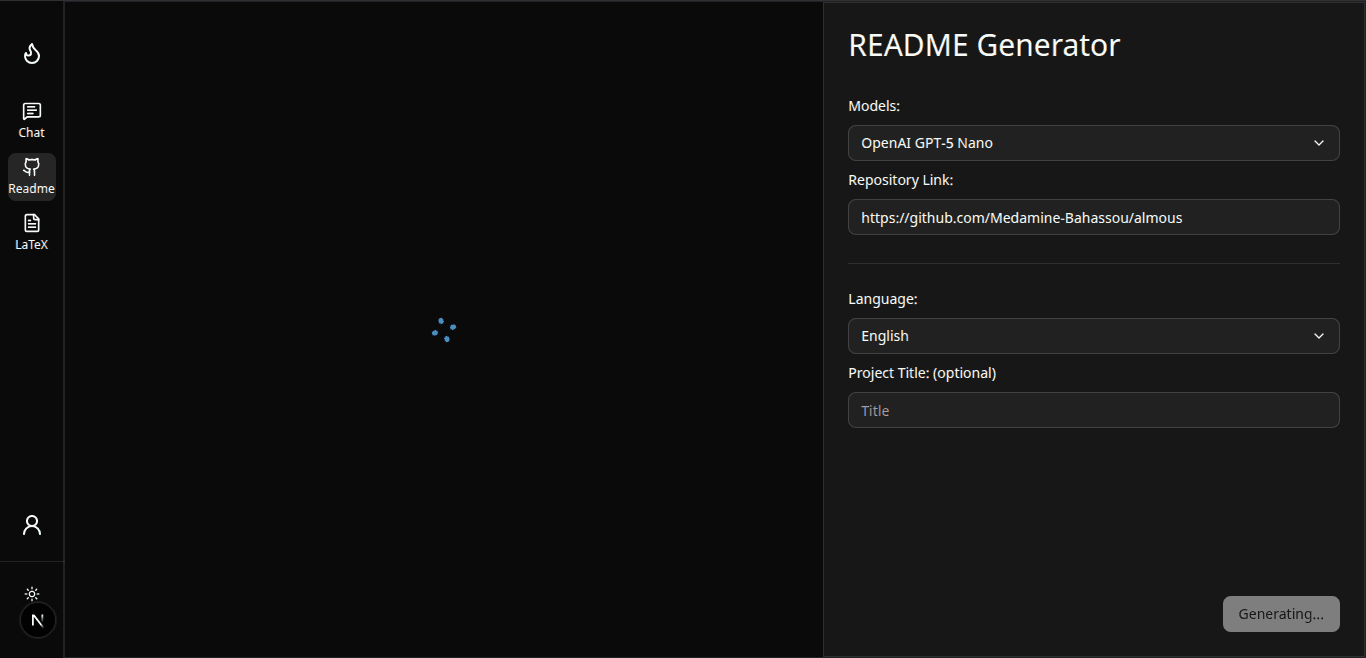 Chat
Readme
LaTeX
N
README Generator
Models:
OpenAI GPT-5 Nano
Repository Link:
https://github.com/Medamine-Bahassou/almous
Language:
English
Project Title: (optional)
Title
Generating...